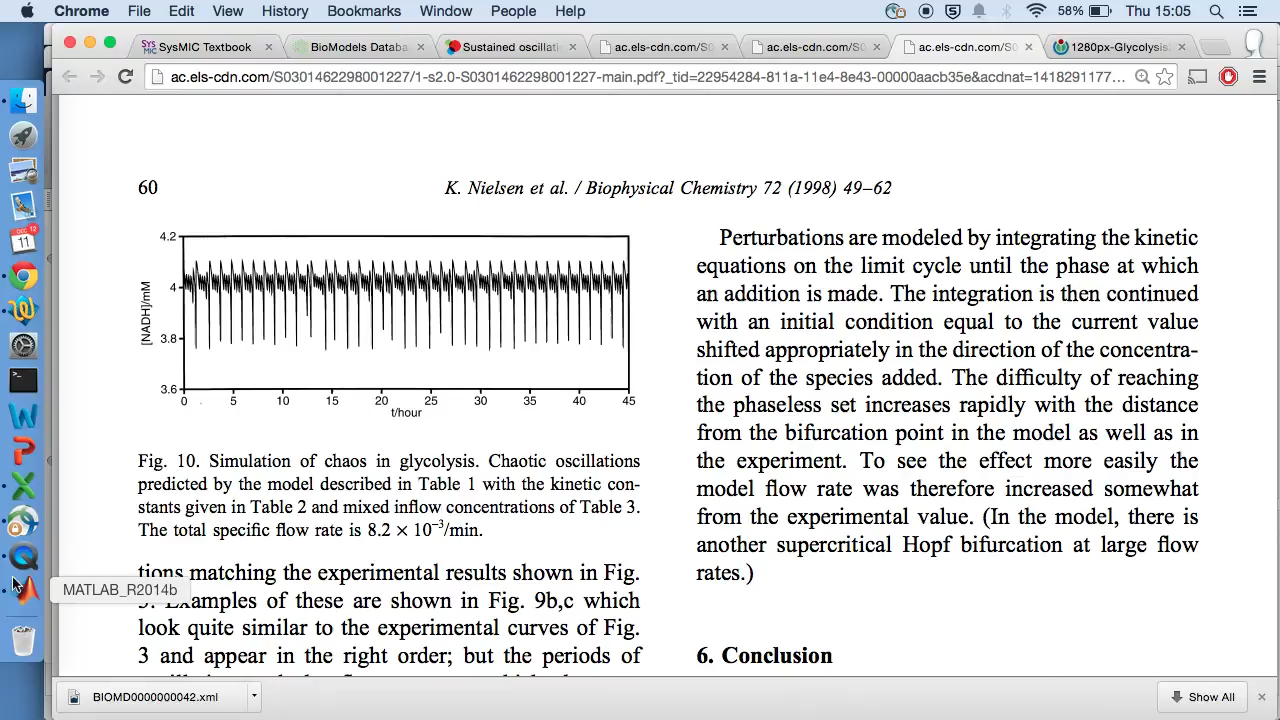 Chrome File Edit View History Bookmarks Window People Help 58% Thu 15:05
SysMIC Textbook
BioModels Databa
Sustained oscillati
ac.els-cdn.com/S0
ac.els-cdn.com/S0
ac.els-cdn.com/S0
1280px-Glycolysis.
ac.els-cdn.com/S0301462298001227/1-s2.0-S0301462298001227-main.pdf?_tid=22954284-811a-11e4-8e43-00000aacb35e&acdnat=1418291177...
60
K. Nielsen et al. / Biophysical Chemistry 72 (1998) 49–62
4.2
4
3.8
3.6
[NADH]/mM
0 5 10 15 20 25 30 35 40 45
t/hour
Fig. 10. Simulation of chaos in glycolysis. Chaotic oscillations
predicted by the model described in Table 1 with the kinetic con-
stants given in Table 2 and mixed inflow concentrations of Table 3.
The total specific flow rate is 8.2 × 10⁻³/min.
tions matching the experimental results shown in Fig.
Examples of these are shown in Fig. 9b,c which
look quite similar to the experimental curves of Fig.
3 and appear in the right order; but the periods of
Perturbations are modeled by integrating the kinetic
equations on the limit cycle until the phase at which
an addition is made. The integration is then continued
with an initial condition equal to the current value
shifted appropriately in the direction of the concentra-
tion of the species added. The difficulty of reaching
the phaseless set increases rapidly with the distance
from the bifurcation point in the model as well as in
the experiment. To see the effect more easily the
model flow rate was therefore increased somewhat
from the experimental value. (In the model, there is
another supercritical Hopf bifurcation at large flow
rates.)
6. Conclusion
MATLAB_R2014b
DEC 12
11
BIOMD0000000042.xml
Show All